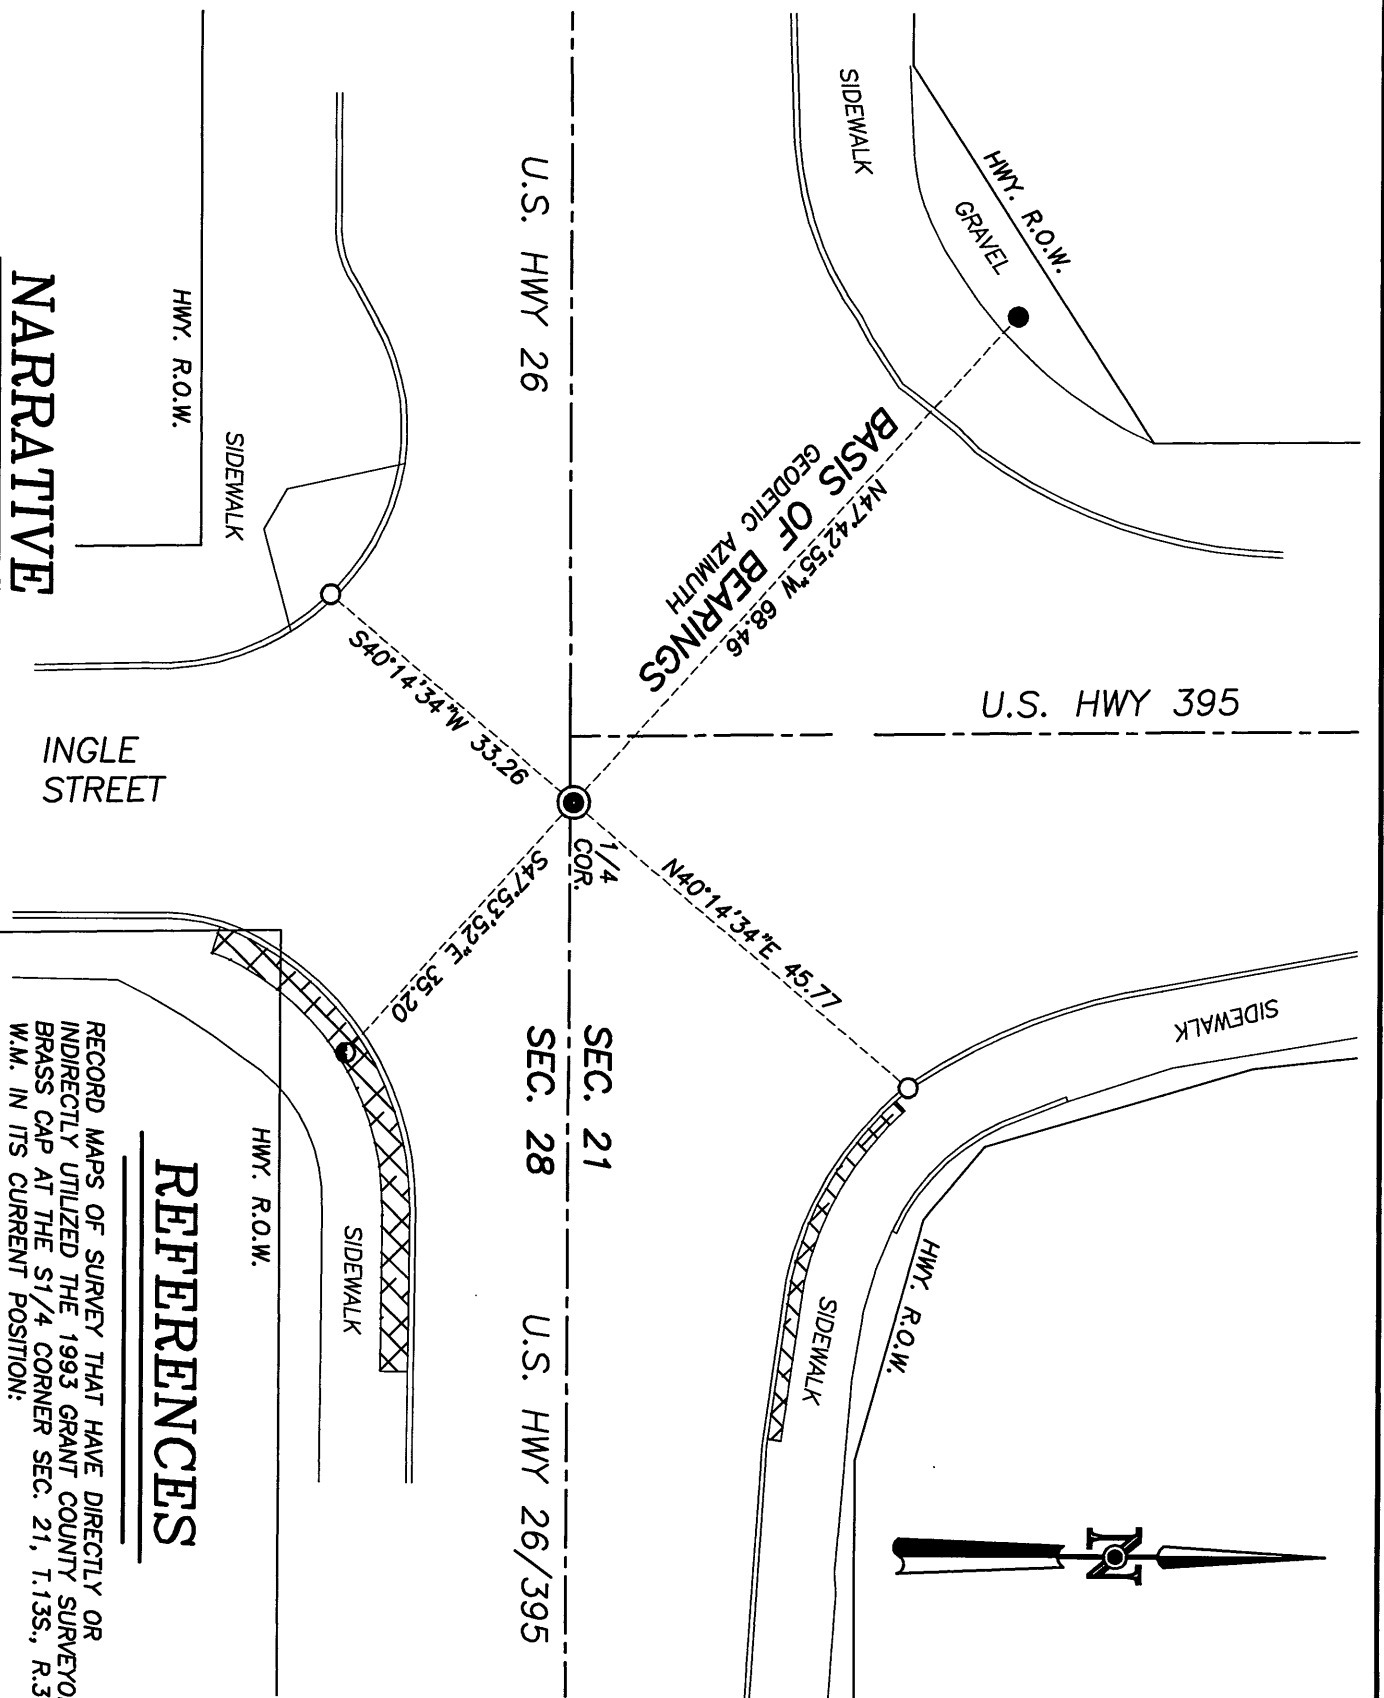 HWY. R.O.W.
SIDEWALK
GRAVEL
U.S. HWY 395
SIDEWALK
BASIS OF BEARINGS
GEODETIC AZIMUTH
N47°42'55"W 68.46
N40°14'34"E 45.77
HWY. R.O.W.
SIDEWALK
N
U.S. HWY 26
1/4
COR.
SEC. 21
SEC. 28
U.S. HWY 26/395
S40°14'34"W 33.26
S47°53'52"E 35.20
HWY. R.O.W.
SIDEWALK
INGLE
STREET
SIDEWALK
HWY. R.O.W.
NARRATIVE
REFERENCES
RECORD MAPS OF SURVEY THAT HAVE DIRECTLY OR
INDIRECTLY UTILIZED THE 1993 GRANT COUNTY SURVEYO
BRASS CAP AT THE S1/4 CORNER SEC. 21, T.13S., R.3
W.M. IN ITS CURRENT POSITION: